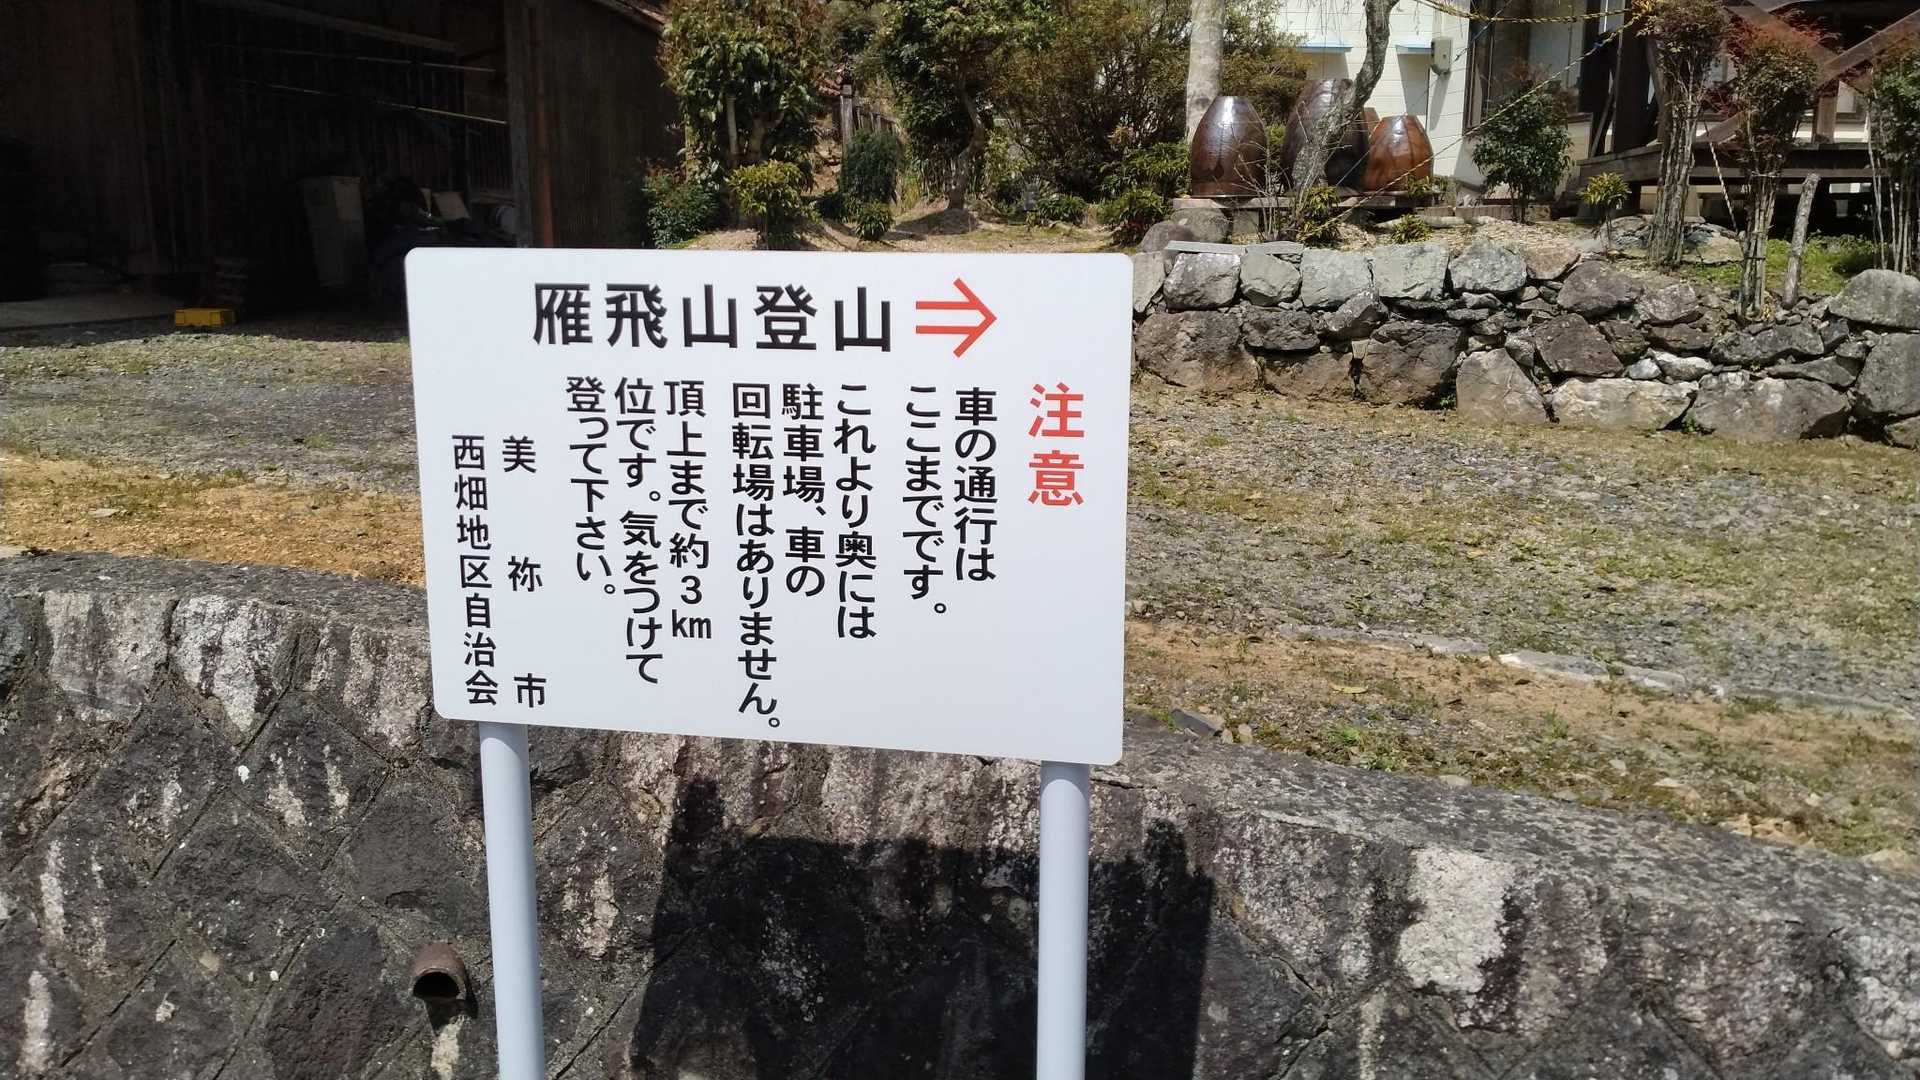 雁飛山登山⇒
注意
車の通行は
ここまでです。
これより奥には
駐車場、車の
回転場はありません。
頂上まで約3km
位です。気をつけて
登って下さい。
美祢市
西畑地区自治会